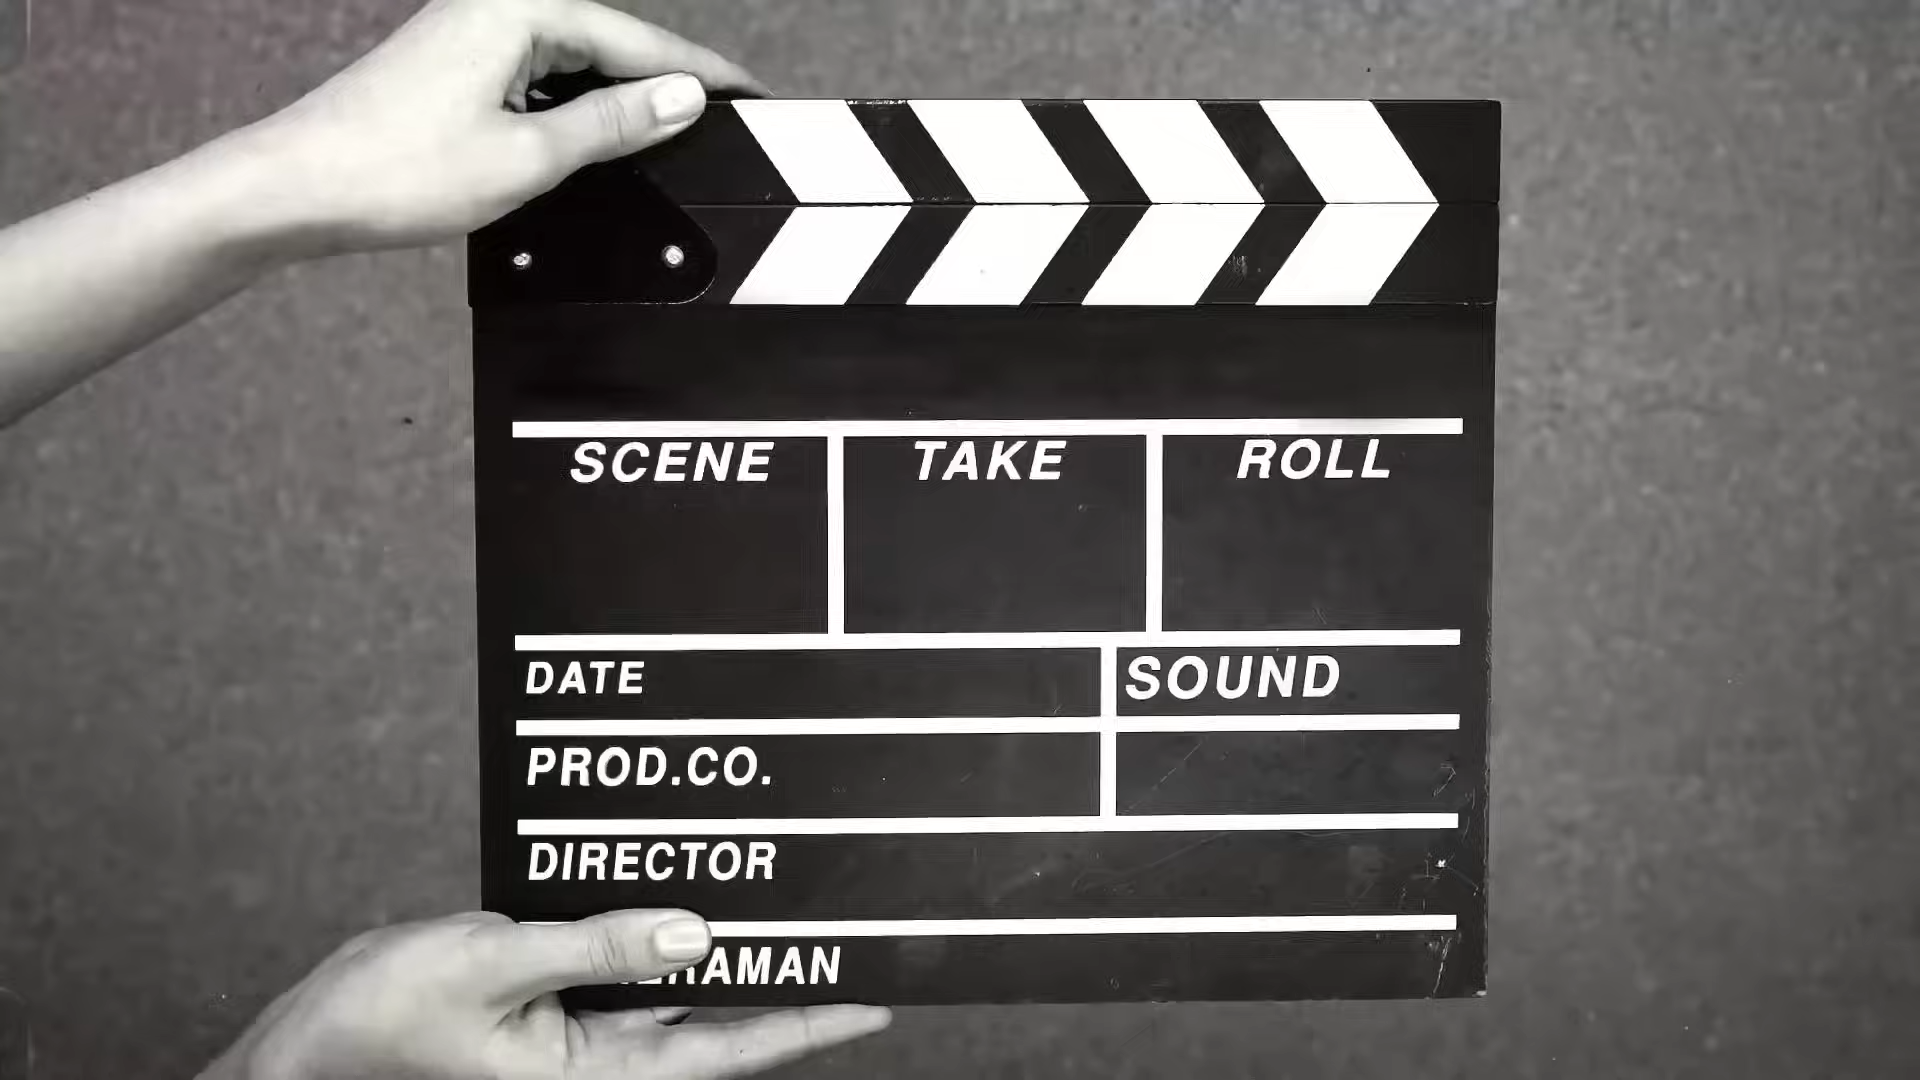 SCENE TAKE ROLL
DATE SOUND
PROD.CO.
DIRECTOR